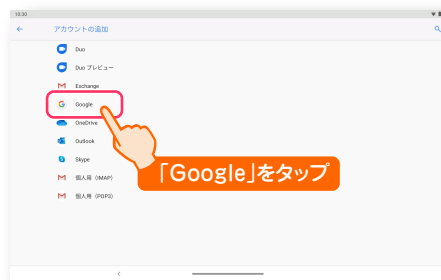 10:30
アカウントの追加
Duo
Duo プレビュー
Exchange
Google
OneDrive
Outlook
Skype
個人用 (IMAP)
個人用 (POP3)
「Google」をタップ